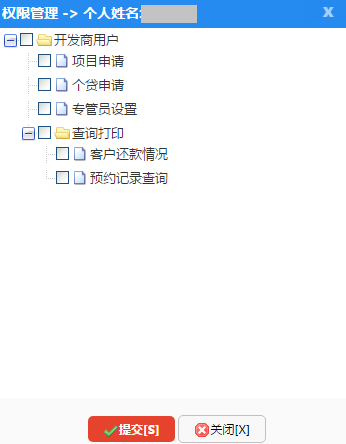 权限管理 -> 个人姓名: X
开发商用户
项目申请
个贷申请
专管员设置
查询打印
客户还款情况
预约记录查询
提交[S] 关闭[X]